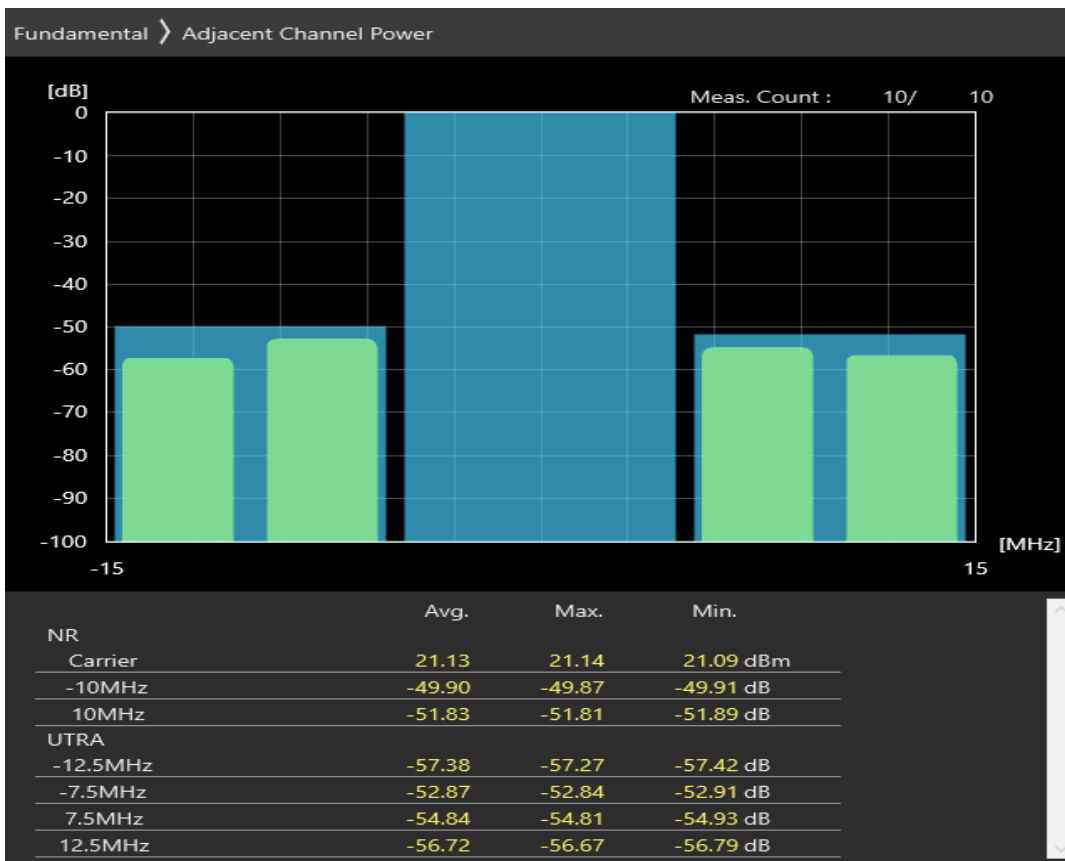 Fundamental 〉 Adjacent Channel Power
[dB]
Meas. Count : 10/ 10
0
-10
-20
-30
-40
-50
-60
-70
-80
-90
-100
[MHz]
-15 15
Avg. Max. Min.
NR
Carrier 21.13 21.14 21.09 dBm
-10MHz -49.90 -49.87 -49.91 dB
10MHz -51.83 -51.81 -51.89 dB
UTRA
-12.5MHz -57.38 -57.27 -57.42 dB
-7.5MHz -52.87 -52.84 -52.91 dB
7.5MHz -54.84 -54.81 -54.93 dB
12.5MHz -56.72 -56.67 -56.79 dB